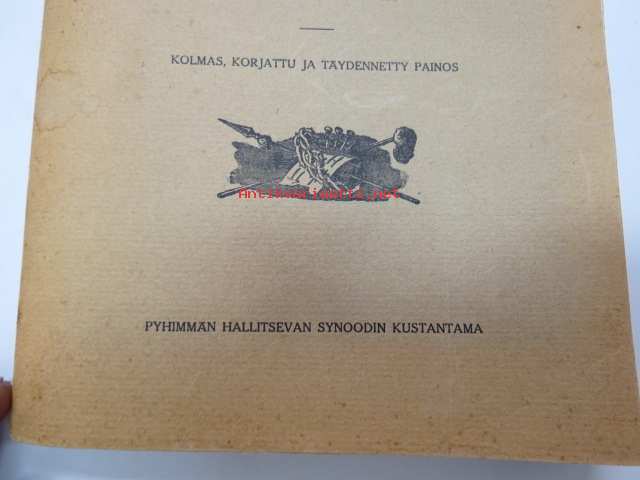 KOLMAS, KORJATTU JA TÄYDENNETTY PAINOS
Antikvariaatti.net
PYHIMMÄN HALLITSEVAN SYNOODIN KUSTANTAMA